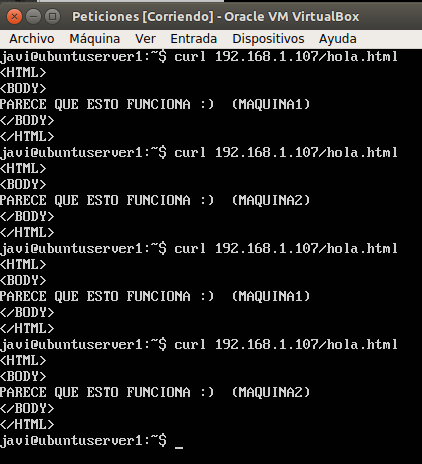 Peticiones [Corriendo] - Oracle VM VirtualBox
Archivo Máquina Ver Entrada Dispositivos Ayuda
javi@ubuntuserver1:~$ curl 192.168.1.107/hola.html
<HTML>
<BODY>
PARECE QUE ESTO FUNCIONA :)  (MAQUINA1)
</BODY>
</HTML>
javi@ubuntuserver1:~$ curl 192.168.1.107/hola.html
<HTML>
<BODY>
PARECE QUE ESTO FUNCIONA :)  (MAQUINA2)
</BODY>
</HTML>
javi@ubuntuserver1:~$ curl 192.168.1.107/hola.html
<HTML>
<BODY>
PARECE QUE ESTO FUNCIONA :)  (MAQUINA1)
</BODY>
</HTML>
javi@ubuntuserver1:~$ curl 192.168.1.107/hola.html
<HTML>
<BODY>
PARECE QUE ESTO FUNCIONA :)  (MAQUINA2)
</BODY>
</HTML>
javi@ubuntuserver1:~$ _